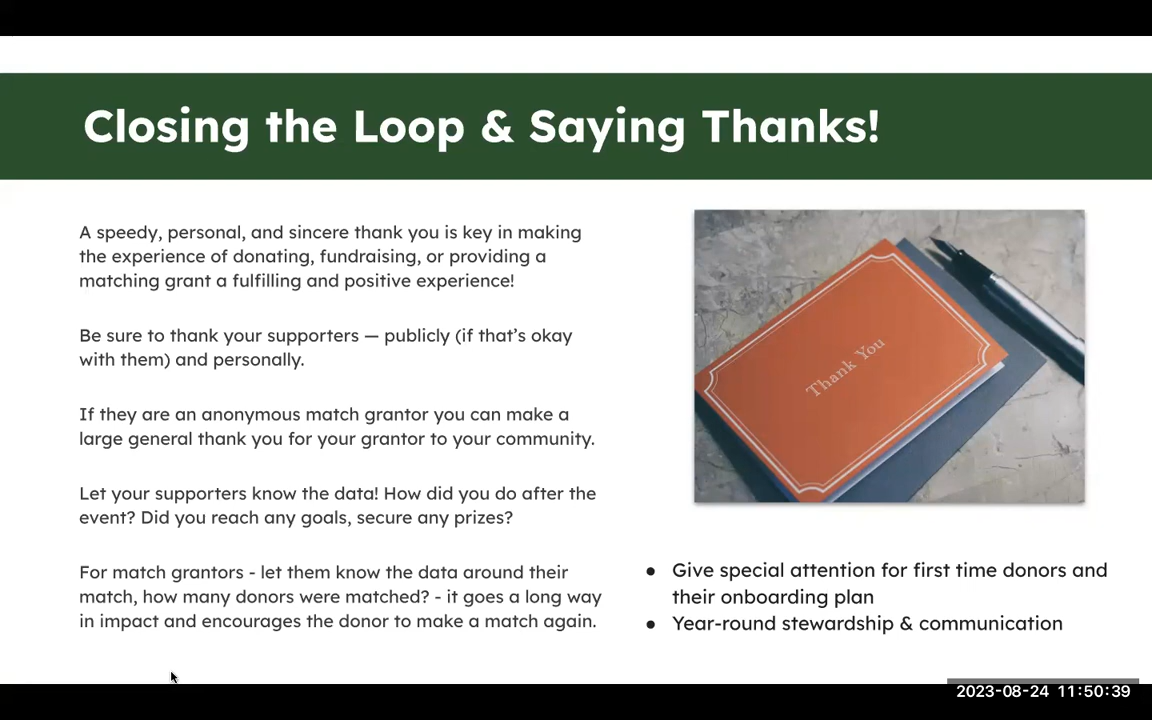 Closing the Loop & Saying Thanks!
A speedy, personal, and sincere thank you is key in making
the experience of donating, fundraising, or providing a
matching grant a fulfilling and positive experience!
Be sure to thank your supporters — publicly (if that’s okay
with them) and personally.
If they are an anonymous match grantor you can make a
large general thank you for your grantor to your community.
Let your supporters know the data! How did you do after the
event? Did you reach any goals, secure any prizes?
For match grantors - let them know the data around their
match, how many donors were matched? - it goes a long way
in impact and encourages the donor to make a match again.
Thank You
● Give special attention for first time donors and
their onboarding plan
● Year-round stewardship & communication
2023-08-24 11:50:39